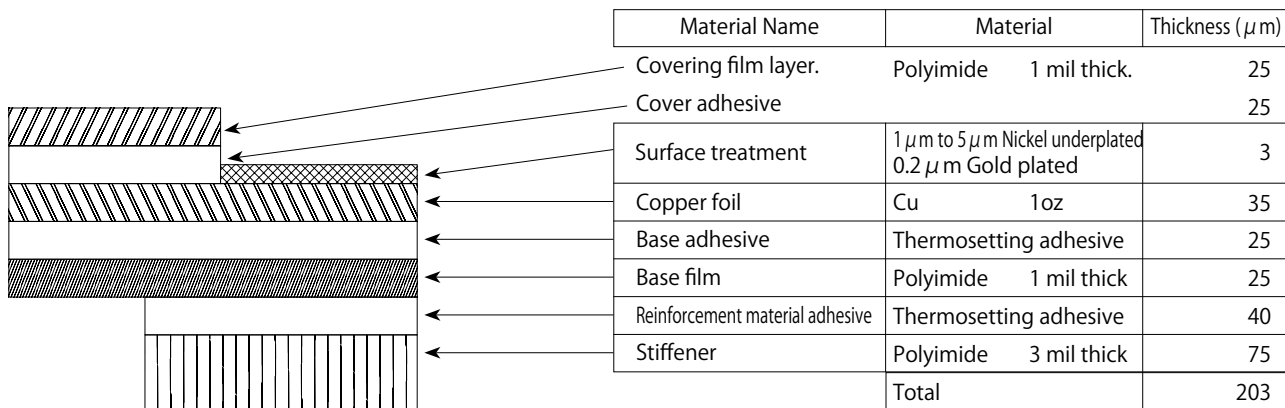 Material Name Material Thickness (μm)
Covering film layer. Polyimide 1 mil thick. 25
Cover adhesive 25
Surface treatment 1μm to 5μm Nickel underplated 3
0.2μm Gold plated
Copper foil Cu 1oz 35
Base adhesive Thermosetting adhesive 25
Base film Polyimide 1 mil thick 25
Reinforcement material adhesive Thermosetting adhesive 40
Stiffener Polyimide 3 mil thick 75
Total 203